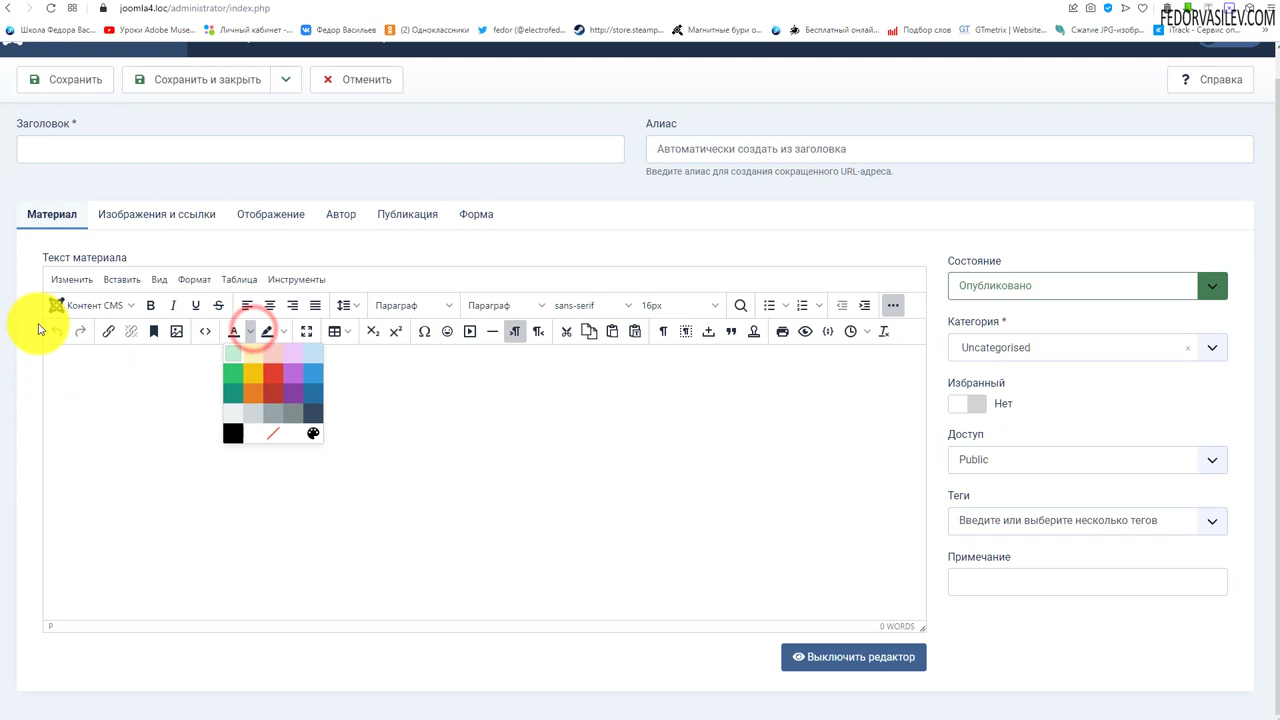 joomla4.loc/administrator/index.php
FEDORVASILEV.COM
Школа Федора Вас...
Уроки Adobe Muse...
Личный кабинет -...
Федор Васильев
(2) Одноклассники
fedor (@electrofed...
http://store.steamp...
Магнитные бури о...
Бесплатный онлай...
Подбор слов
GTmetrix | Website...
Сжатие JPG-изобр...
iTrack - Сервис оп...
Сохранить
Сохранить и закрыть
Отменить
? Справка
Заголовок *
Алиас
Автоматически создать из заголовка
Введите алиас для создания сокращенного URL-адреса.
Материал
Изображения и ссылки
Отображение
Автор
Публикация
Форма
Текст материала
Изменить
Вставить
Вид
Формат
Таблица
Инструменты
Контент CMS
Параграф
Параграф
sans-serif
16px
P
0 WORDS
Выключить редактор
Состояние
Опубликовано
Категория *
Uncategorised
Избранный
Нет
Доступ
Public
Теги
Введите или выберите несколько тегов
Примечание